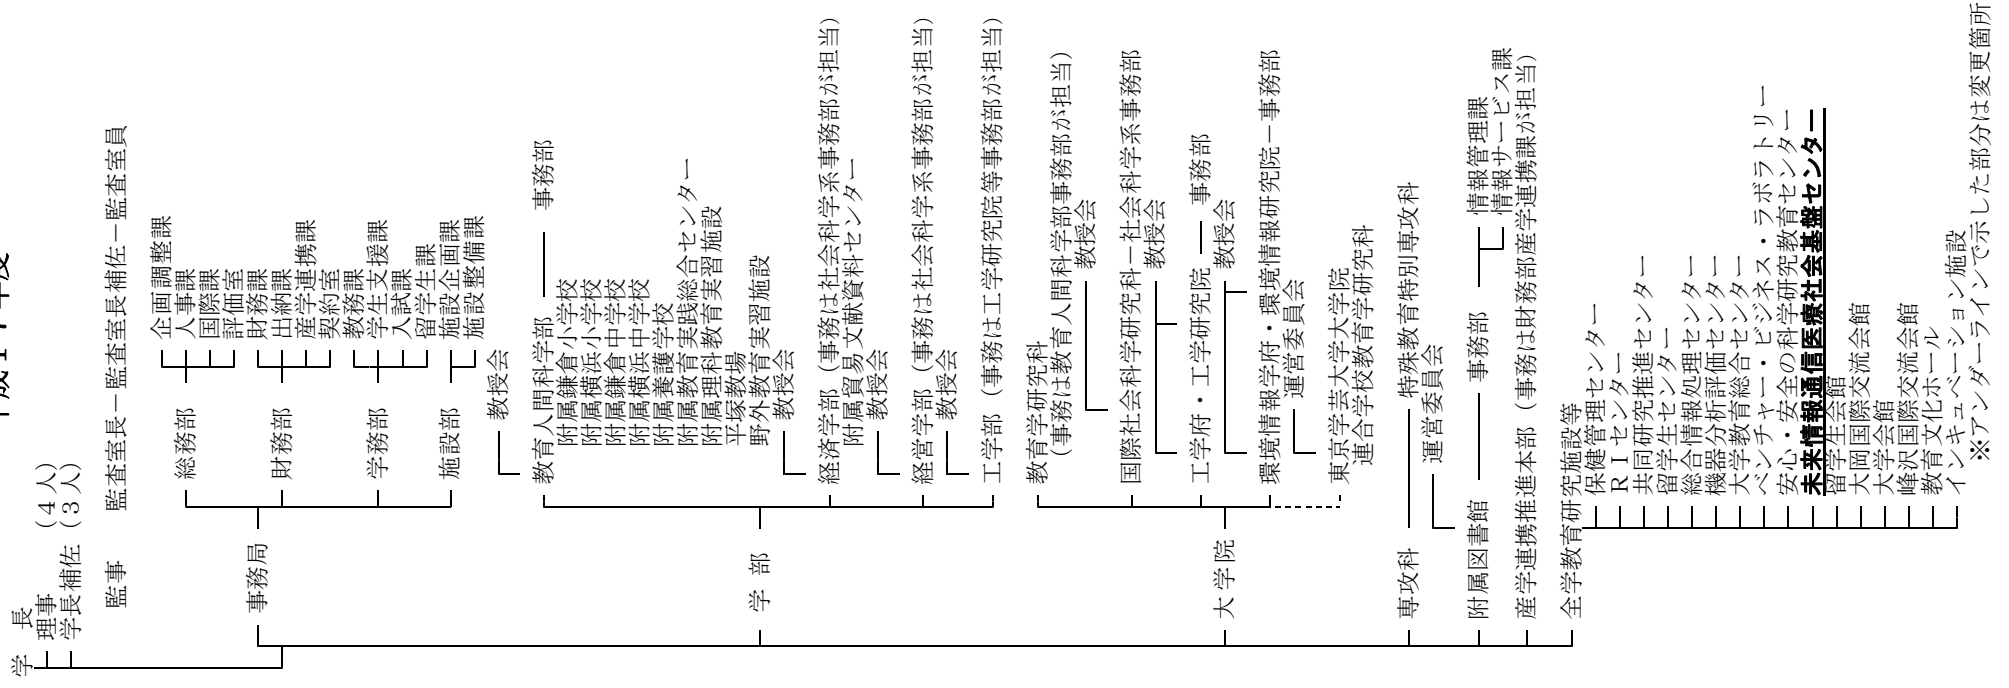 平成１７年度
学　長
理事　（４人）
学長補佐（３人）
監事　監査室長－監査室長補佐－監査室員
事務局
総務部
企画調整課
人事課
国際課
評価室
財務部
財務課
出納課
産学連携課
契約室
学務部
教務課
学生支援課
入試課
留学生課
施設部
施設企画課
施設整備課
学　部
教授会
教育人間科学部　事務部
附属鎌倉小学校
附属横浜小学校
附属鎌倉中学校
附属横浜中学校
附属養護学校
附属教育実践総合センター
附属理科教育実習施設
平塚教場
野外教育実習施設
教授会
経済学部（事務は社会科学系事務部が担当）
附属貿易文献資料センター
教授会
経営学部（事務は社会科学系事務部が担当）
教授会
工学部（事務は工学研究院等事務部が担当）
大学院
教育学研究科
（事務は教育人間科学部事務部が担当）
教授会
国際社会科学研究科－社会科学系事務部
教授会
工学府・工学研究院　事務部
教授会
環境情報学府・環境情報研究院－事務部
運営委員会
東京学芸大学大学院
連合学校教育学研究科
専攻科　特殊教育特別専攻科
運営委員会
附属図書館　事務部　情報管理課
情報サービス課
産学連携推進本部（事務は財務部産学連携課が担当）
全学教育研究施設等
保健管理センター
ＲＩセンター
共同研究推進センター
留学生センター
総合情報処理センター
機器分析評価センター
大学教育総合センター
ベンチャー・ビジネス・ラボラトリー
安心・安全の科学研究教育センター
未来情報通信医療社会基盤センター
留学生会館
大岡国際交流会館
大学会館
峰沢国際交流会館
教育文化ホール
インキュベーション施設
※アンダーラインで示した部分は変更箇所